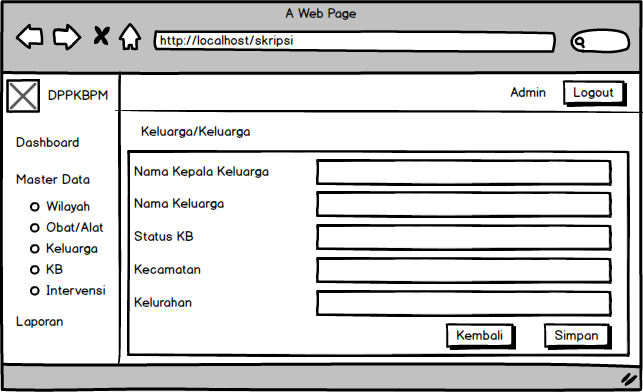 A Web Page
http://localhost/skripsi
DPPKBPM
Admin
Logout
Dashboard
Master Data
Wilayah
Obat/Alat
Keluarga
KB
Intervensi
Laporan
Keluarga/Keluarga
Nama Kepala Keluarga
Nama Keluarga
Status KB
Kecamatan
Kelurahan
Kembali
Simpan